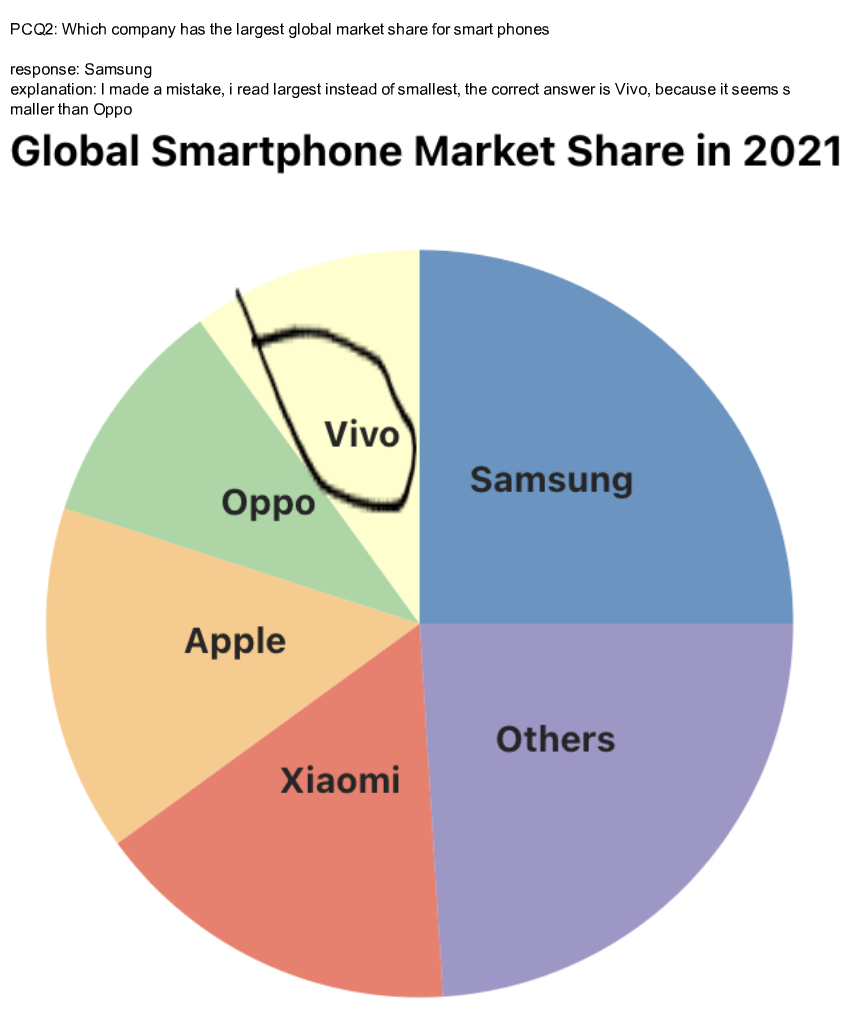 PCQ2: Which company has the largest global market share for smart phones
response: Samsung
explanation: I made a mistake, i read largest instead of smallest, the correct answer is Vivo, because it seems s
maller than Oppo
Global Smartphone Market Share in 2021
Vivo
Samsung
Oppo
Apple
Others
Xiaomi